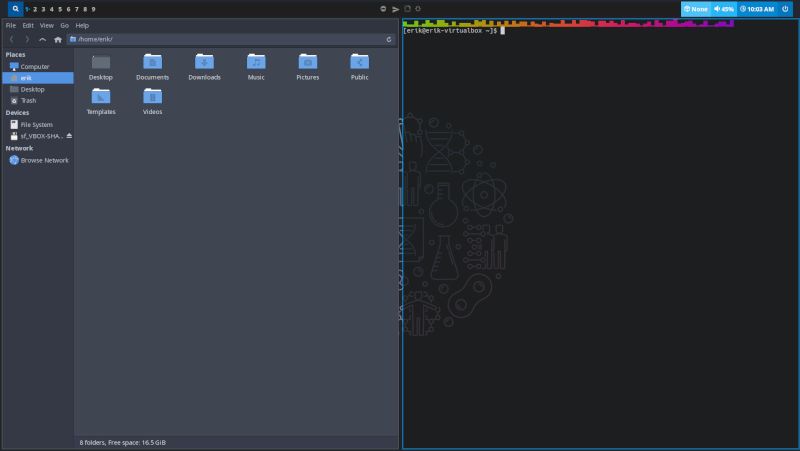 1 2 3 4 5 6 7 8 9
None 45% 10:03 AM
File Edit View Go Help
/home/erik/
Places
Computer
erik
Desktop
Trash
Devices
File System
sf_VBOX-SHA...
Network
Browse Network
Desktop Documents Downloads Music Pictures Public
Templates Videos
8 folders, Free space: 16.5 GiB
[erik@erik-virtualbox ~]$